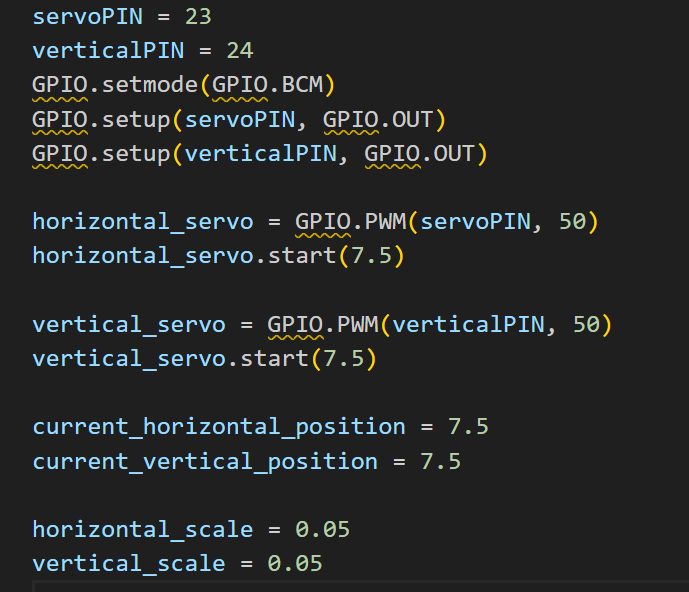 servoPIN = 23
verticalPIN = 24
GPIO.setmode(GPIO.BCM)
GPIO.setup(servoPIN, GPIO.OUT)
GPIO.setup(verticalPIN, GPIO.OUT)
horizontal_servo = GPIO.PWM(servoPIN, 50)
horizontal_servo.start(7.5)
vertical_servo = GPIO.PWM(verticalPIN, 50)
vertical_servo.start(7.5)
current_horizontal_position = 7.5
current_vertical_position = 7.5
horizontal_scale = 0.05
vertical_scale = 0.05